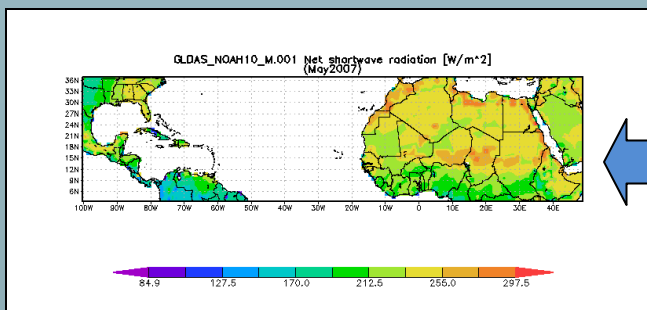 GLDAS_NOAH10_M.001 Net shortwave radiation [W/m^2]
(May2007)
36N
33N
30N
27N
24N
21N
18N
15N
12N
9N
6N
100W 90W 80W 70W 60W 50W 40W 30W 20W 10W 0 10E 20E 30E 40E
84.9 127.5 170.0 212.5 255.0 297.5